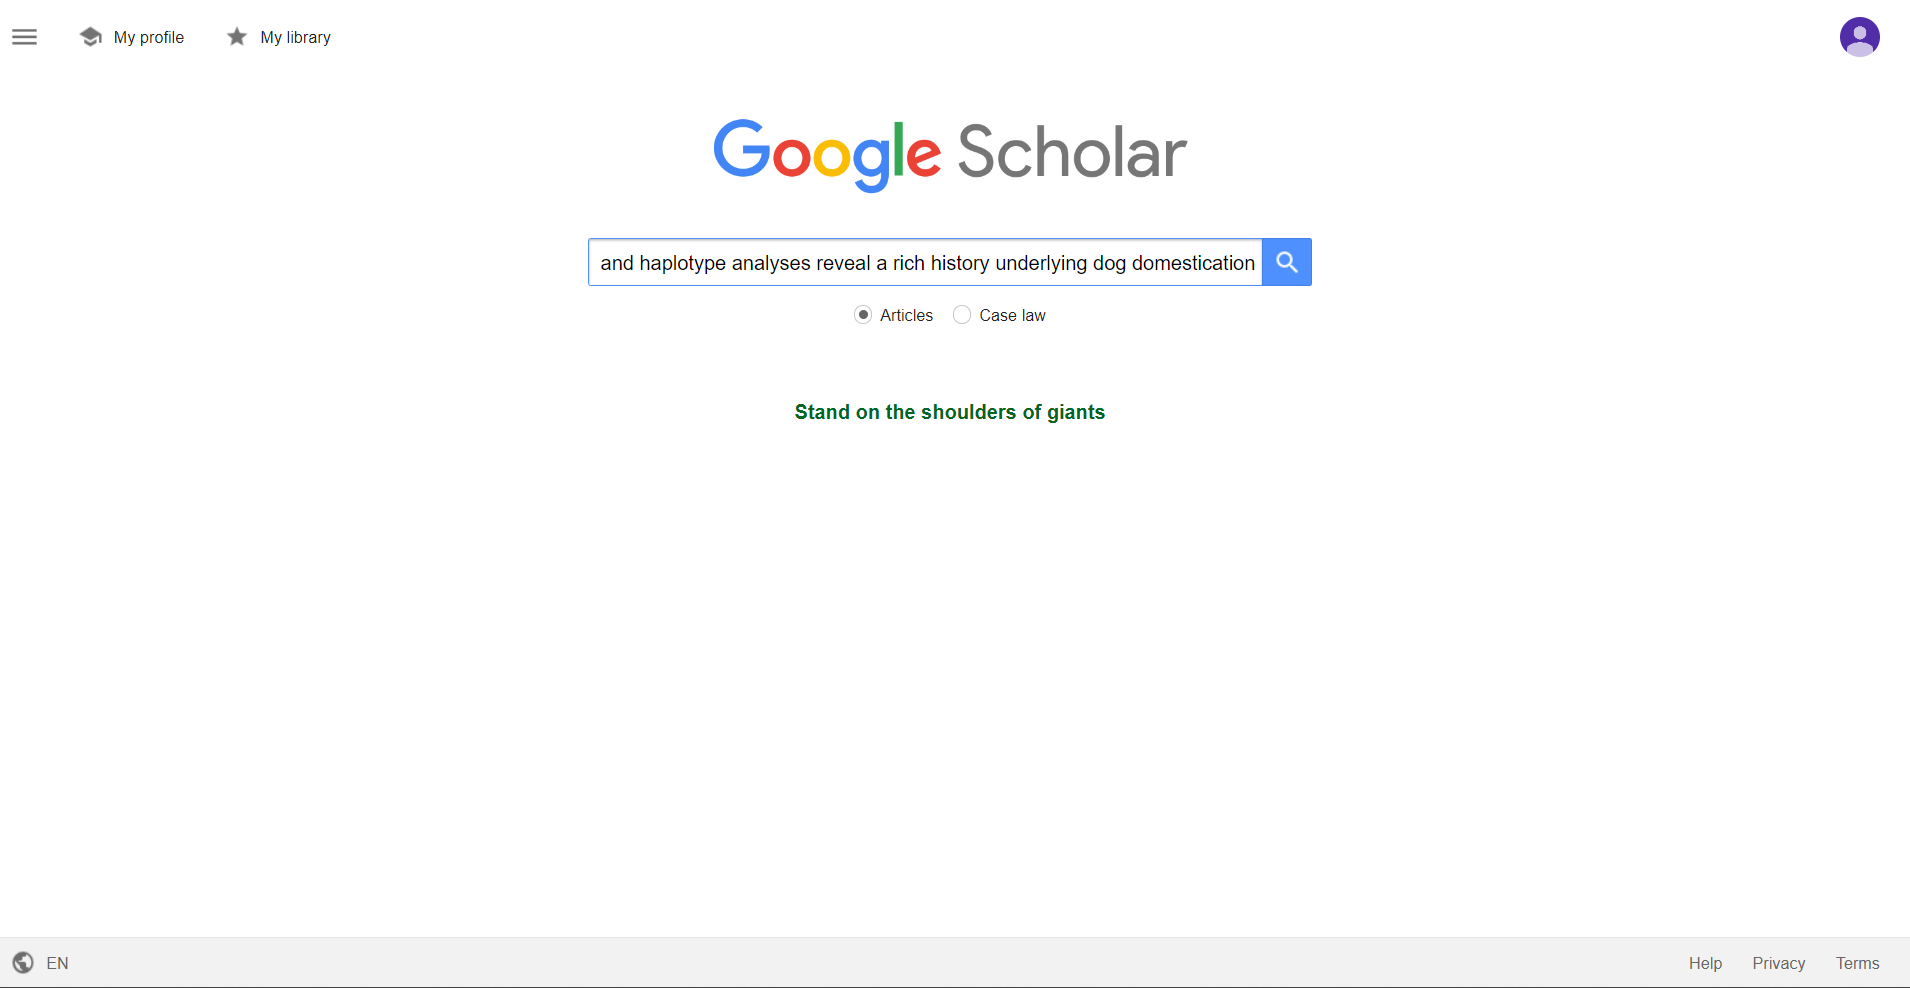 My profile
My library
Google Scholar
and haplotype analyses reveal a rich history underlying dog domestication
Articles
Case law
Stand on the shoulders of giants
EN
Help
Privacy
Terms